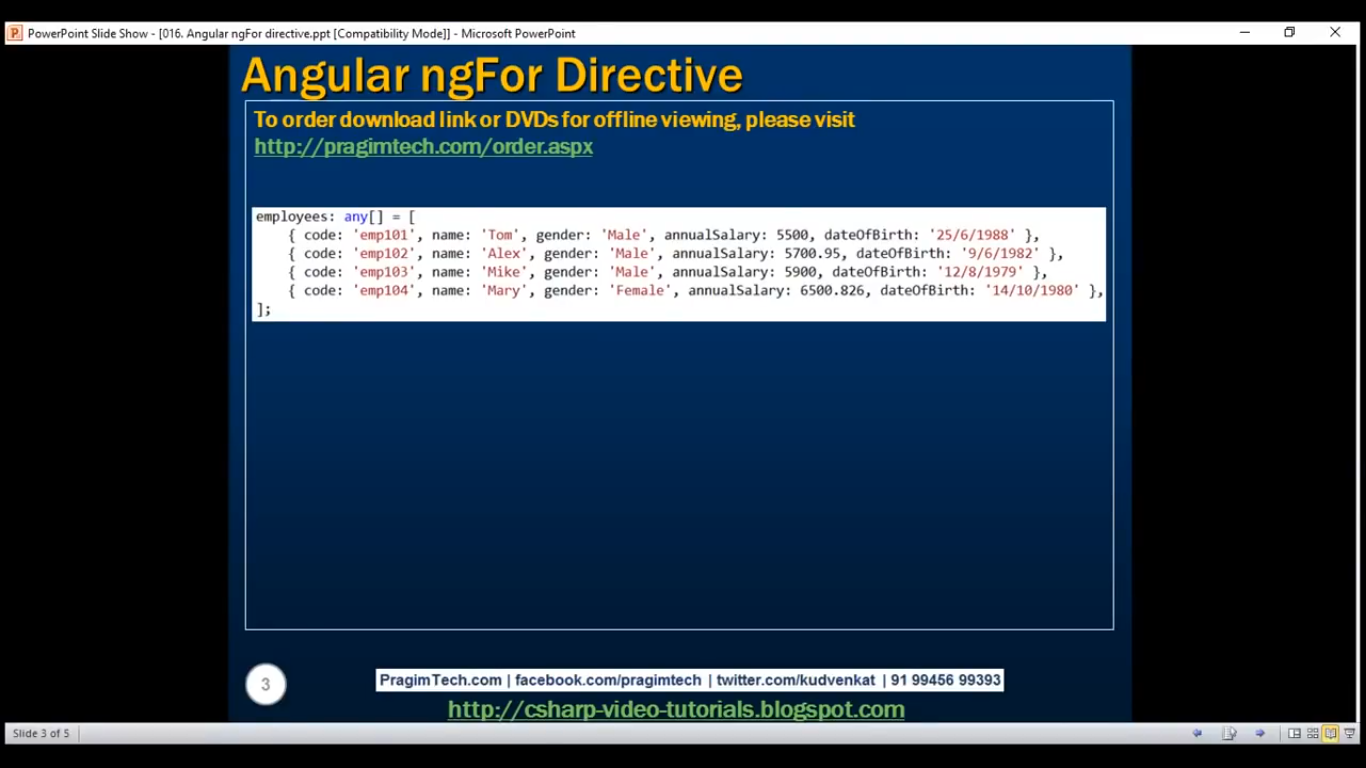 PowerPoint Slide Show - [016. Angular ngFor directive.ppt [Compatibility Mode]] - Microsoft PowerPoint
Angular ngFor Directive
To order download link or DVDs for offline viewing, please visit
http://pragimtech.com/order.aspx
employees: any[] = [
{ code: 'emp101', name: 'Tom', gender: 'Male', annualSalary: 5500, dateOfBirth: '25/6/1988' },
{ code: 'emp102', name: 'Alex', gender: 'Male', annualSalary: 5700.95, dateOfBirth: '9/6/1982' },
{ code: 'emp103', name: 'Mike', gender: 'Male', annualSalary: 5900, dateOfBirth: '12/8/1979' },
{ code: 'emp104', name: 'Mary', gender: 'Female', annualSalary: 6500.826, dateOfBirth: '14/10/1980' },
];
3
PragimTech.com | facebook.com/pragimtech | twitter.com/kudvenkat | 91 99456 99393
http://csharp-video-tutorials.blogspot.com
Slide 3 of 5